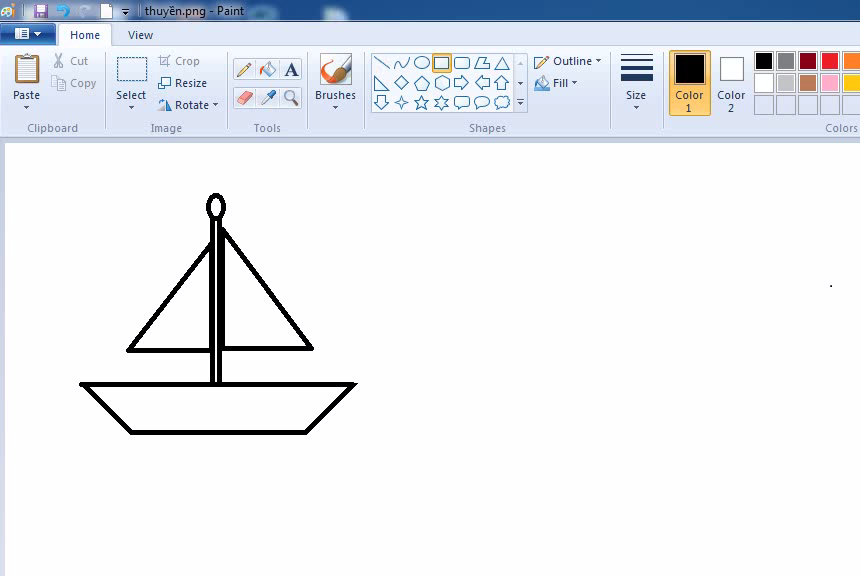 thuyền.png - Paint
Home View
Paste
Cut
Copy
Clipboard
Select
Crop
Resize
Rotate
Image
A
Tools
Brushes
Outline
Fill
Shapes
Size
Color
1
Color
2
Colors